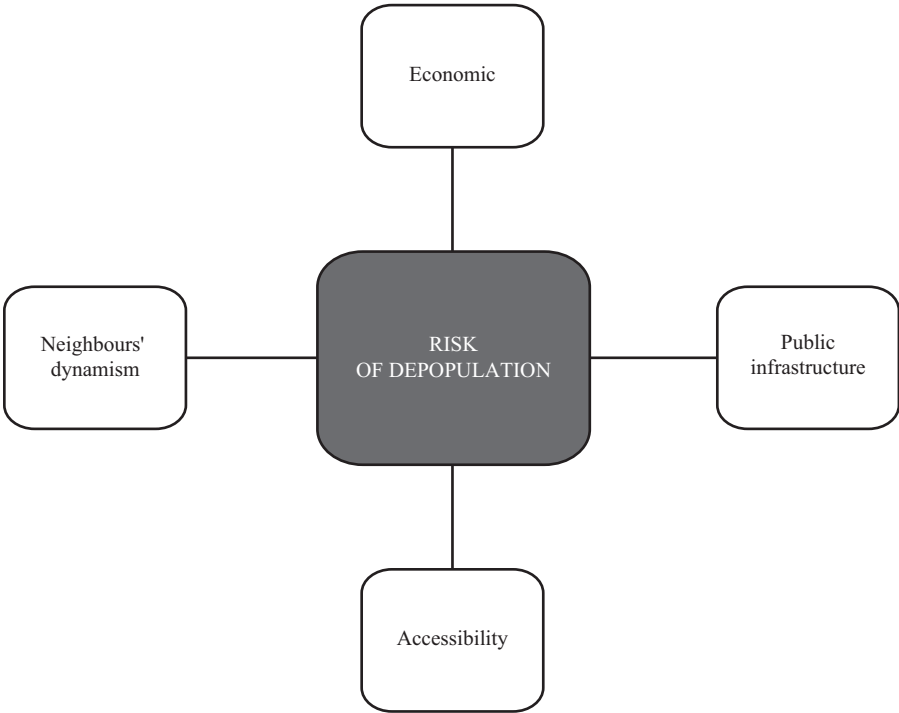 Economic
Neighbours'
dynamism
RISK
OF DEPOPULATION
Public
infrastructure
Accessibility